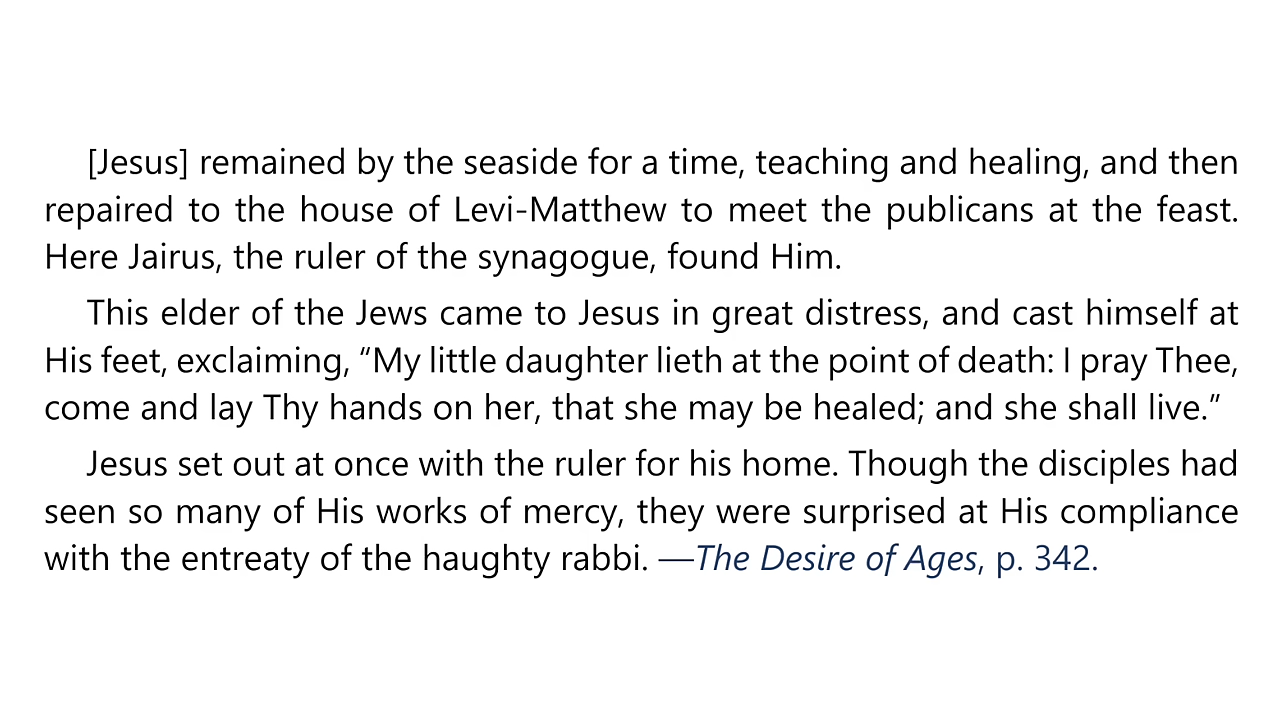 [Jesus] remained by the seaside for a time, teaching and healing, and then
repaired to the house of Levi-Matthew to meet the publicans at the feast.
Here Jairus, the ruler of the synagogue, found Him.
This elder of the Jews came to Jesus in great distress, and cast himself at
His feet, exclaiming, “My little daughter lieth at the point of death: I pray Thee,
come and lay Thy hands on her, that she may be healed; and she shall live.”
Jesus set out at once with the ruler for his home. Though the disciples had
seen so many of His works of mercy, they were surprised at His compliance
with the entreaty of the haughty rabbi. —The Desire of Ages, p. 342.